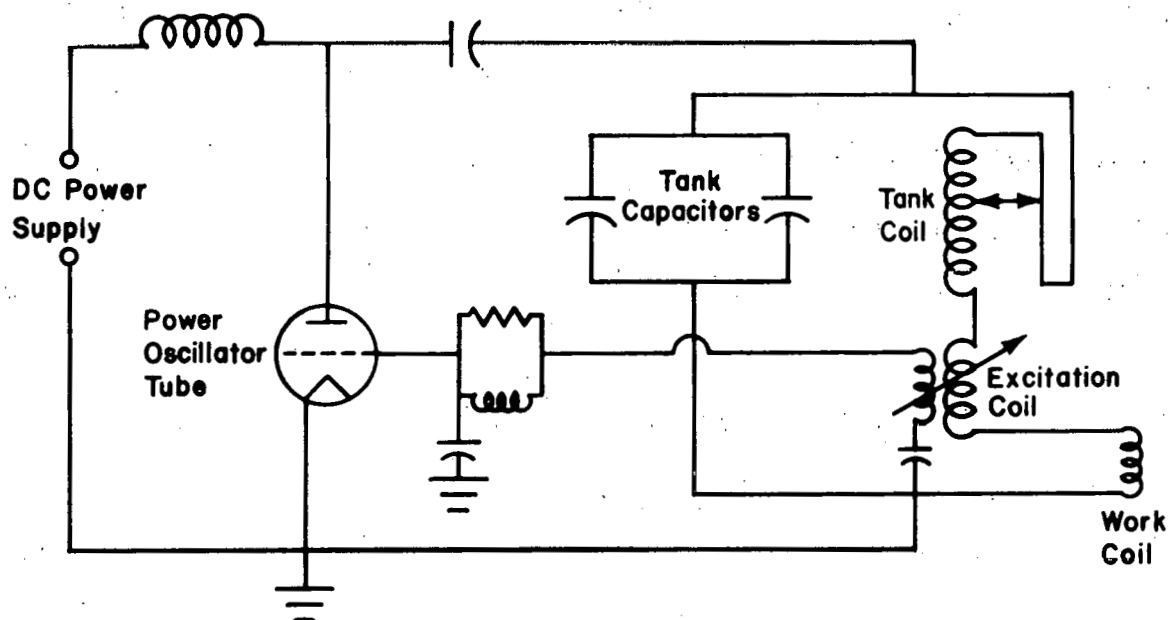 DC Power
Supply
Tank
Capacitors
Tank
Coil
Power
Oscillator
Tube
Excitation
Coil
Work
Coil